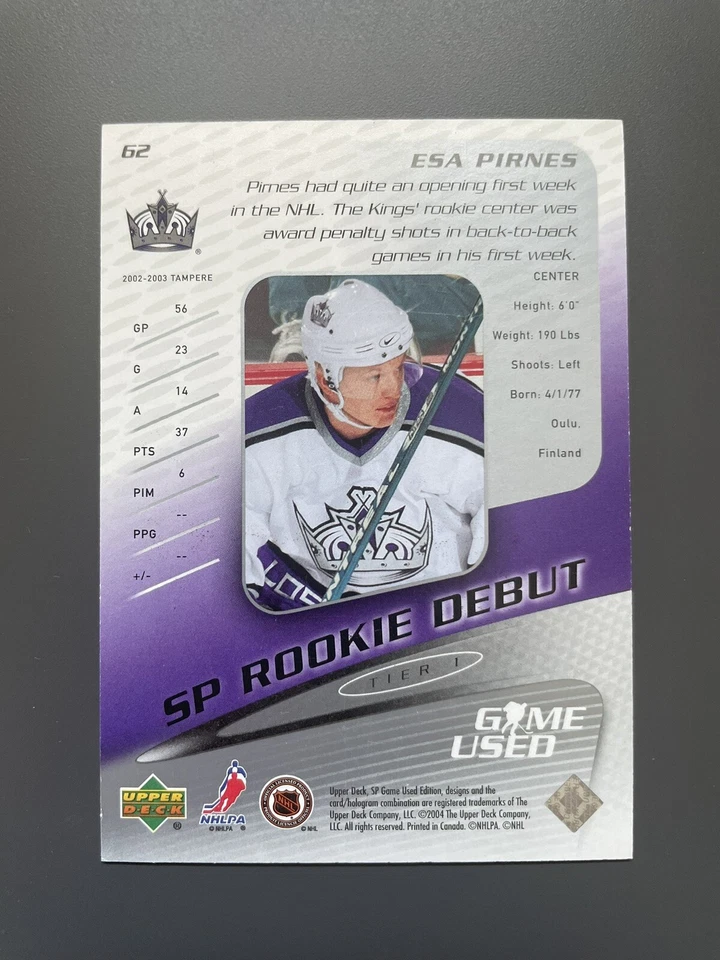 62
ESA PIRNES
Pirnes had quite an opening first week
in the NHL. The Kings' rookie center was
award penalty shots in back-to-back
games in his first week.
®
2002-2003 TAMPERE
56
GP
23
G
14
A
37
PTS
6
PIM
--
PPG
--
+/-
CENTER
Height: 6'0"
Weight: 190 Lbs
Shoots: Left
Born: 4/1/77
Oulu,
Finland
LOS
SP ROOKIE DEBUT
TIER 1
GAME
USED
UPPER
DECK
®
NHLPA
© NHLPA ®
NHL
© NHL
Upper Deck, SP Game Used Edition, designs and the
card/hologram combination are registered trademarks of The
Upper Deck Company, LLC. ©2004 The Upper Deck Company,
LLC. All rights reserved. Printed in Canada. ©NHLPA. ©NHL